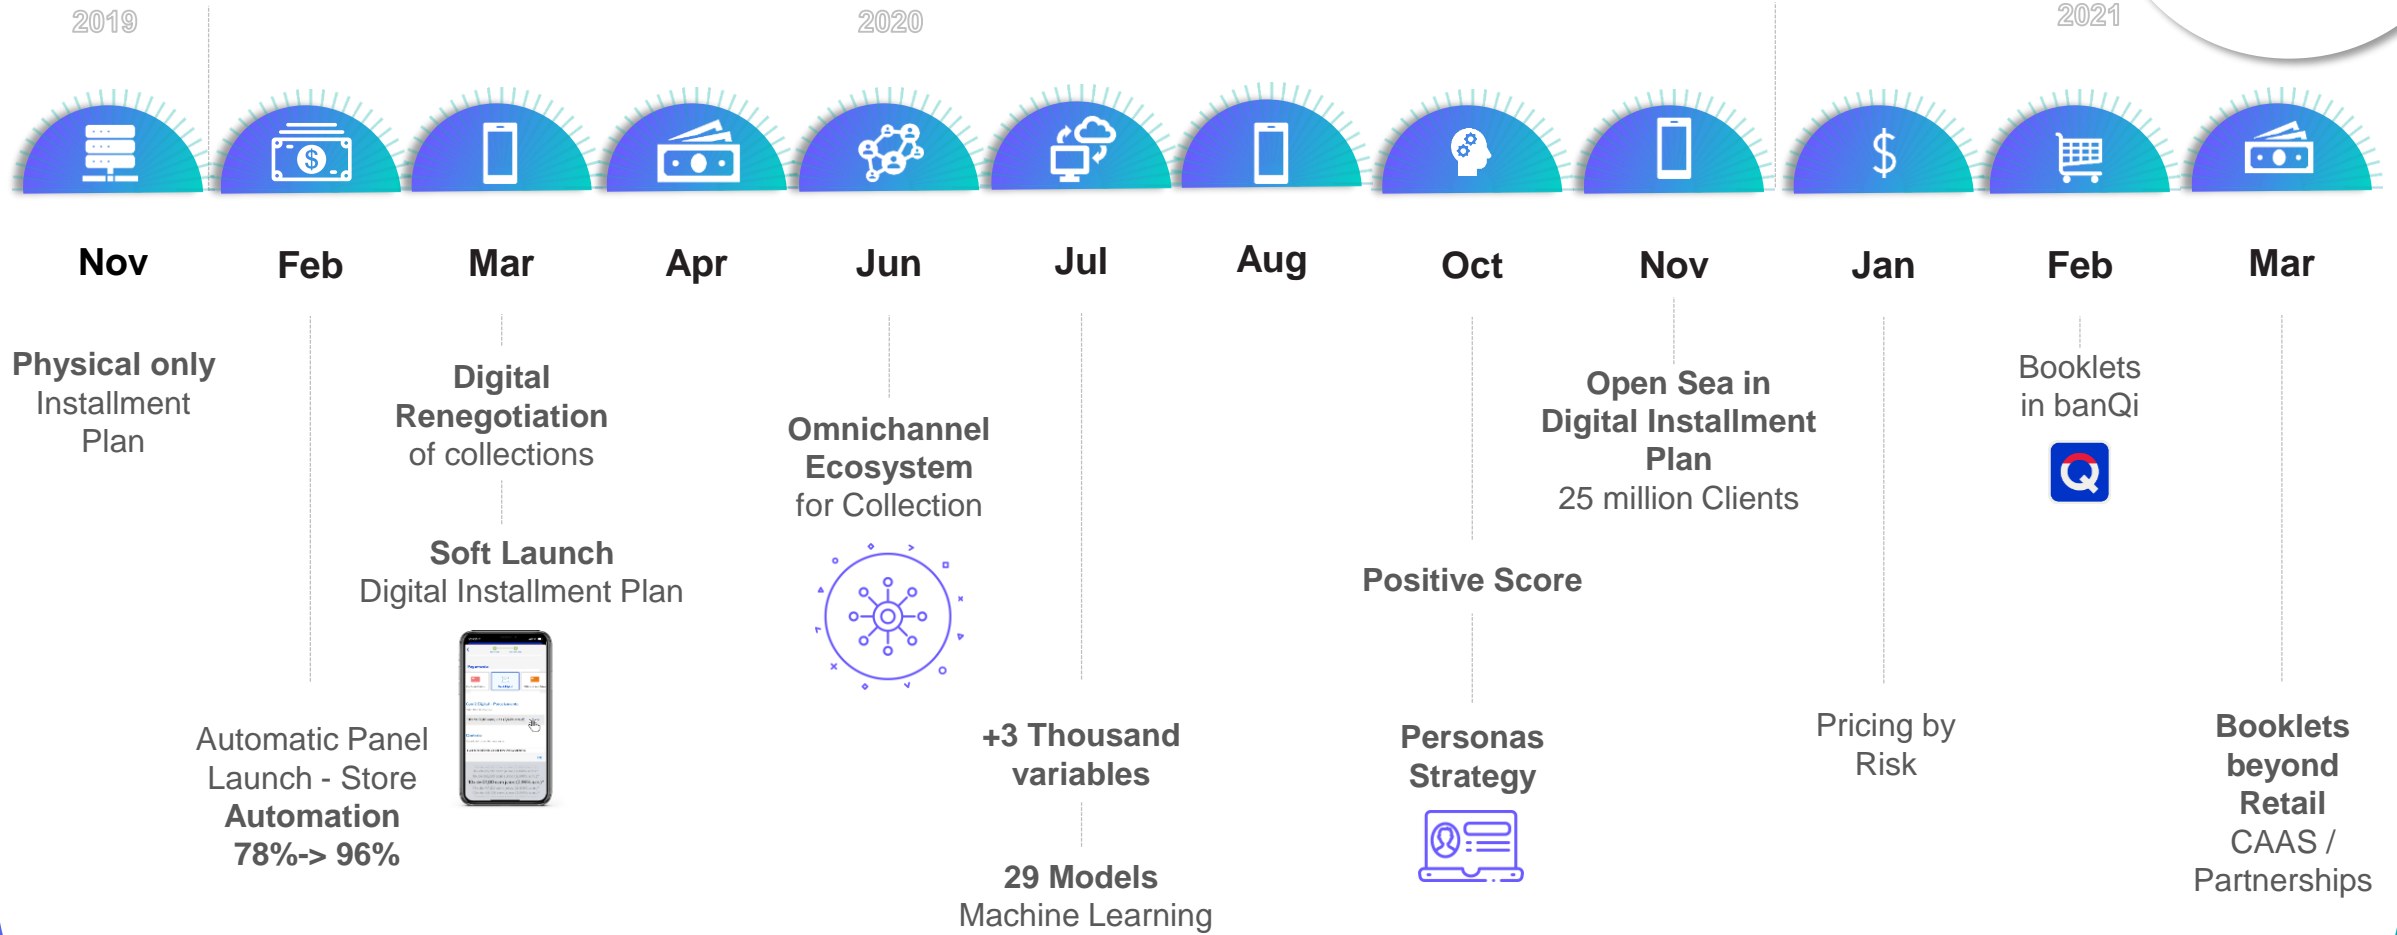 2019
2020
2021
Nov
Feb
Mar
Apr
Jun
Jul
Aug
Oct
Nov
Jan
Feb
Mar
Physical only
Installment
Plan
Automatic Panel
Launch - Store
Automation
78%-> 96%
Digital
Renegotiation
of collections
Soft Launch
Digital Installment Plan
Omnichannel
Ecosystem
for Collection
+3 Thousand
variables
29 Models
Machine Learning
Positive Score
Personas
Strategy
Open Sea in
Digital Installment
Plan
25 million Clients
Pricing by
Risk
Booklets
in banQi
Q
Booklets
beyond
Retail
CAAS /
Partnerships